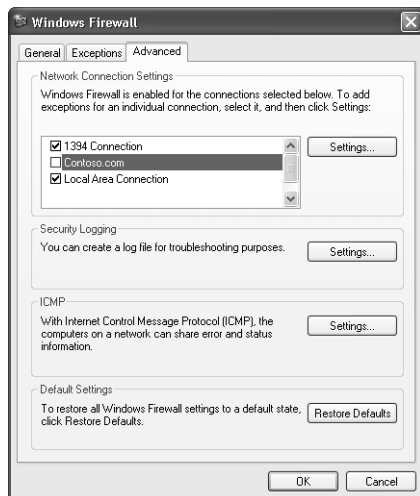 Windows Firewall
General Exceptions Advanced
Network Connection Settings
Windows Firewall is enabled for the connections selected below. To add
exceptions for an individual connection, select it, and then click Settings:
1394 Connection
Contoso.com
Local Area Connection
Settings...
Security Logging
You can create a log file for troubleshooting purposes.
Settings...
ICMP
With Internet Control Message Protocol (ICMP), the
computers on a network can share error and status
information.
Settings...
Default Settings
To restore all Windows Firewall settings to a default state,
click Restore Defaults.
Restore Defaults
OK Cancel